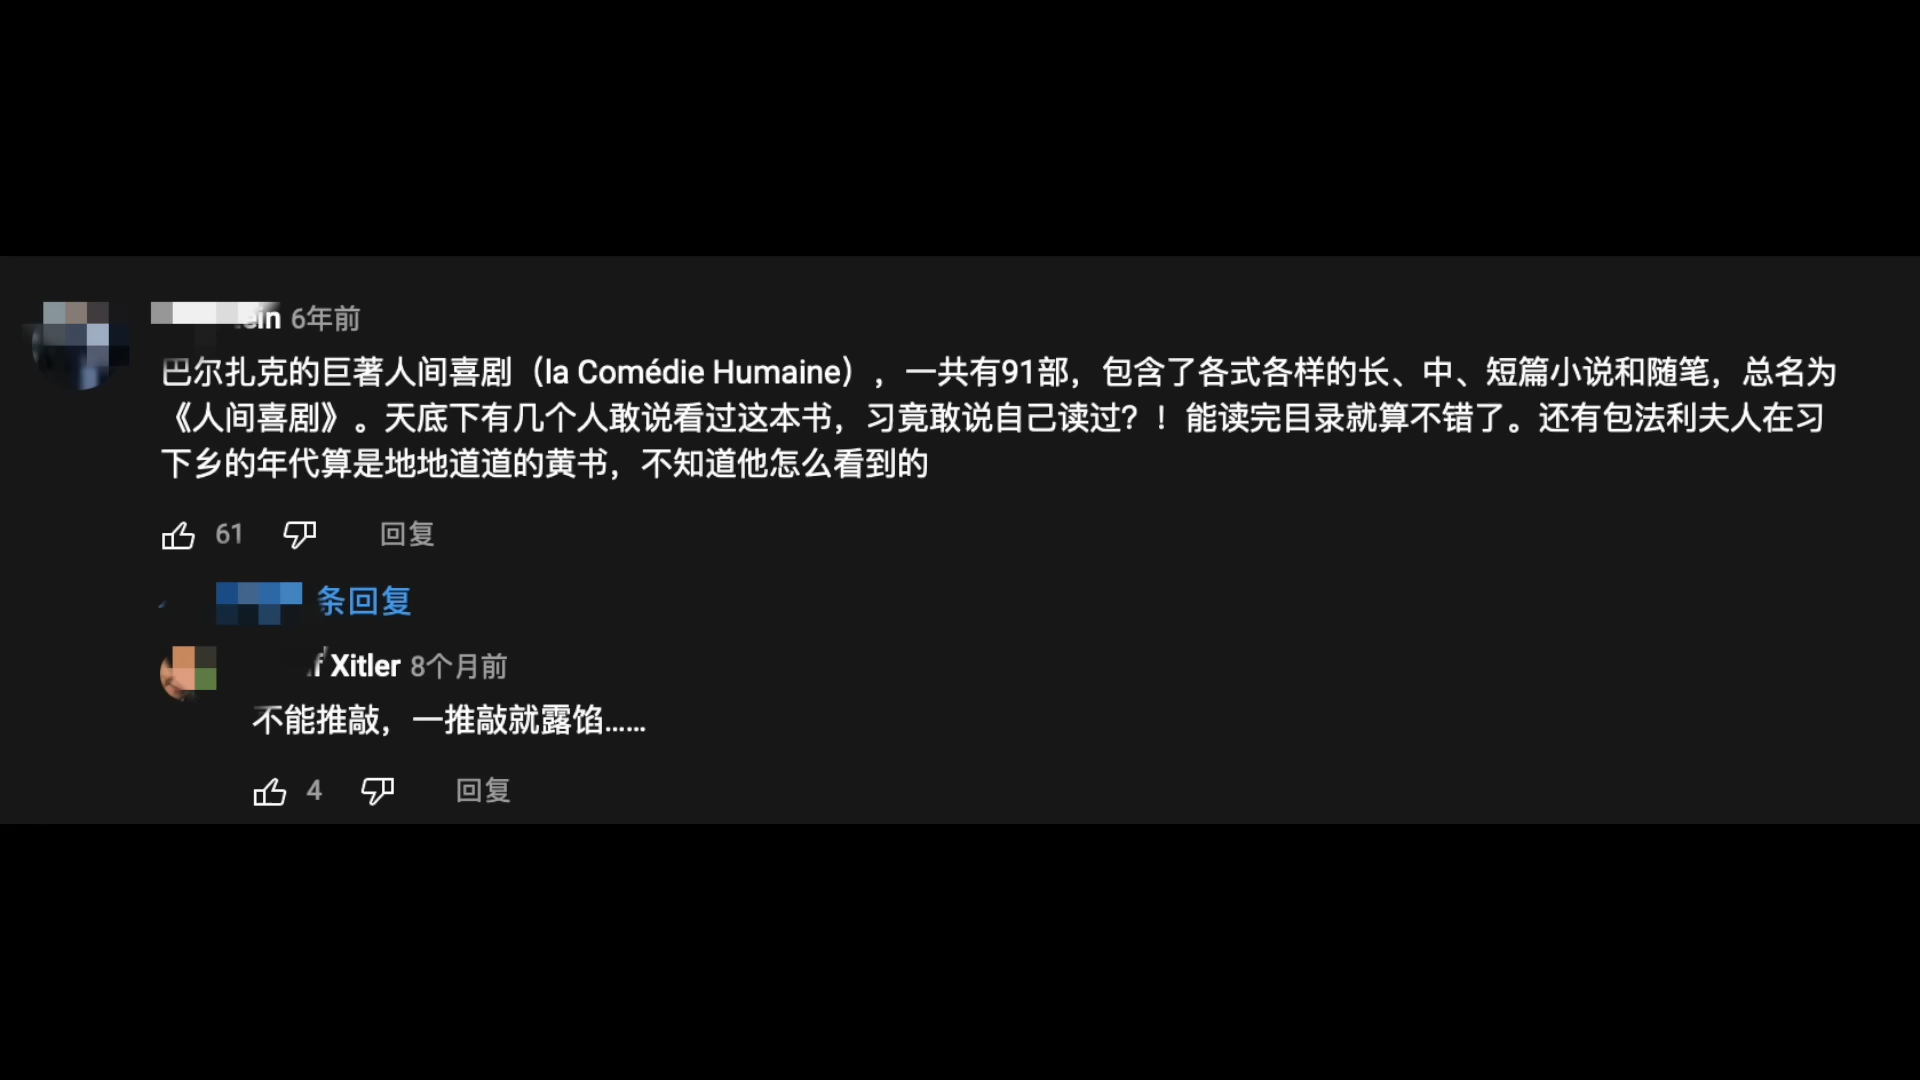 6年前
巴尔扎克的巨著人间喜剧（la Comédie Humaine），一共有91部，包含了各式各样的长、中、短篇小说和随笔，总名为
《人间喜剧》。天底下有几个人敢说看过这本书，习竟敢说自己读过？！能读完目录就算不错了。还有包法利夫人在习
下乡的年代算是地地道道的黄书，不知道他怎么看到的
61 回复
条回复
Xitler 8个月前
不能推敲，一推敲就露馅......
4 回复